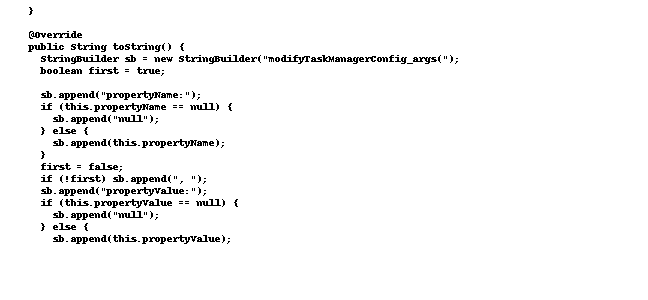 }
@Override
public String toString() {
StringBuilder sb = new StringBuilder("modifyTaskManagerConfig_args(");
boolean first = true;
sb.append("propertyName:");
if (this.propertyName == null) {
sb.append("null");
} else {
sb.append(this.propertyName);
}
first = false;
if (!first) sb.append(", ");
sb.append("propertyValue:");
if (this.propertyValue == null) {
sb.append("null");
} else {
sb.append(this.propertyValue);